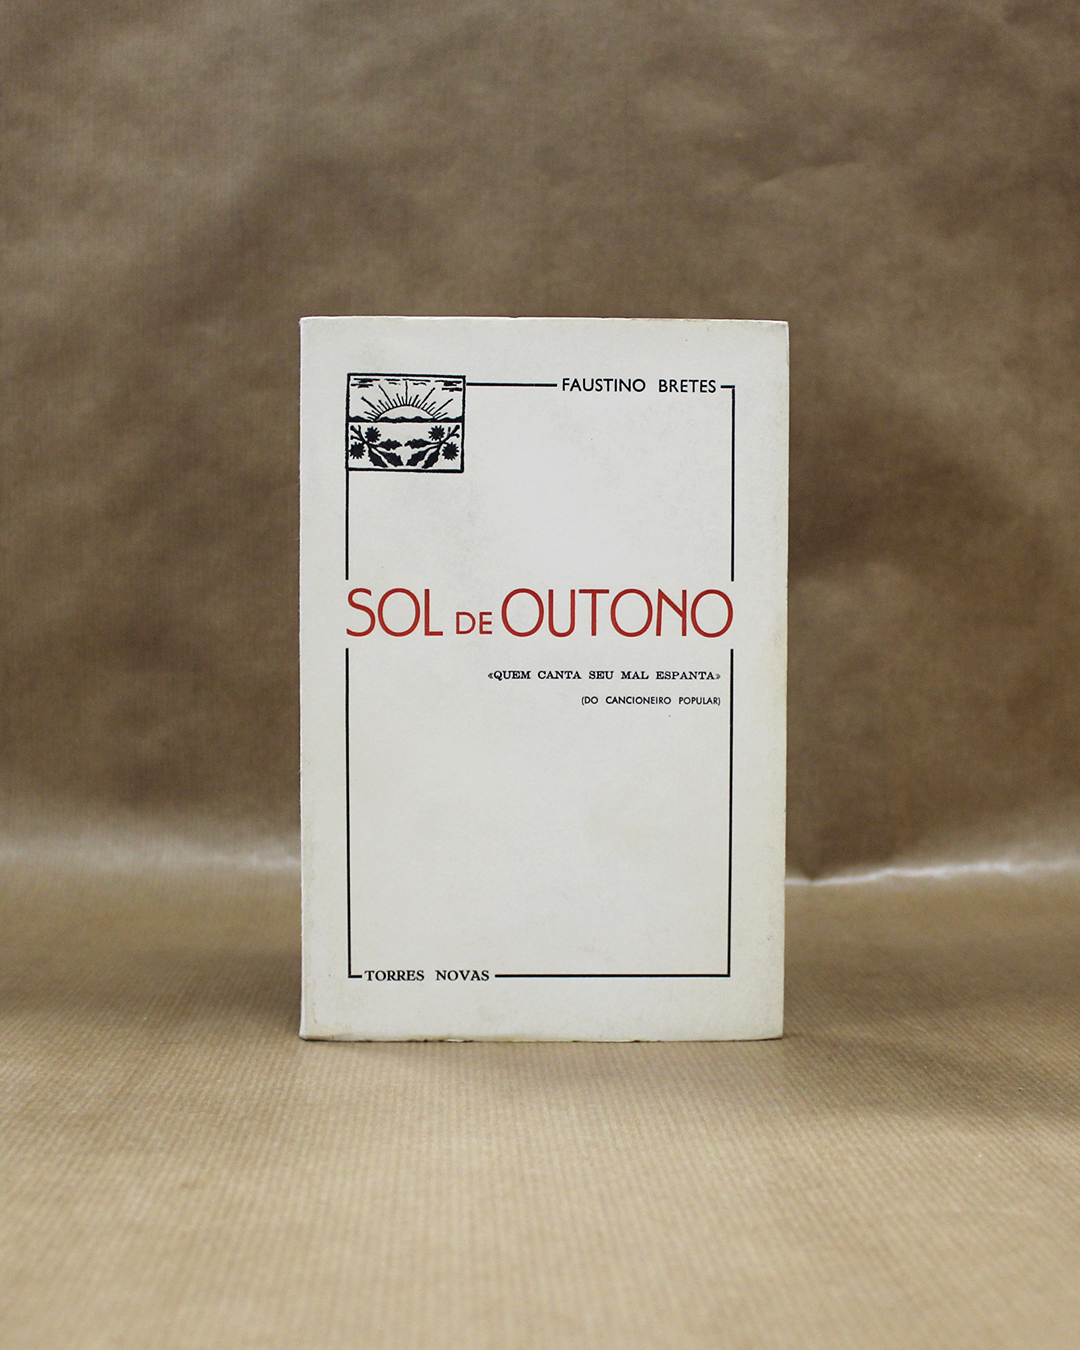 FAUSTINO BRETES
SOL DE OUTONO
«QUEM CANTA SEU MAL ESPANTA»
(DO CANCIONEIRO POPULAR)
TORRES NOVAS